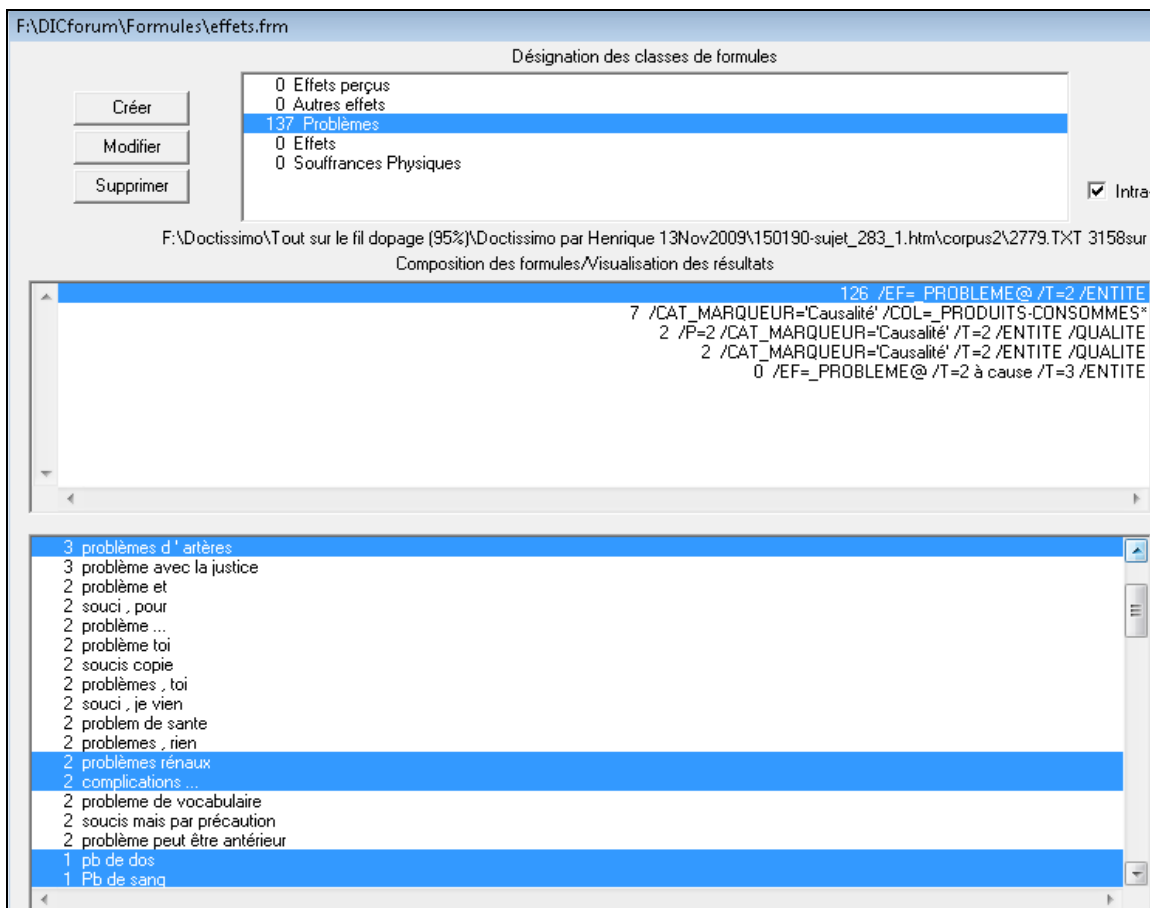 F:\DICforum\Formules\effets.frm
Désignation des classes de formules
Créer
Modifier
Supprimer
0 Effets perçus
0 Autres effets
137 Problèmes
0 Effets
0 Souffrances Physiques
Intra-
F:\Doctissimo\Tout sur le fil dopage (95%)\Doctissimo par Henrique 13Nov2009\150190-sujet_283_1.htm\corpus2\2779.TXT 3158sur
Composition des formules/Visualisation des résultats
126 /EF=_PROBLEME@ /T=2 /ENTITE
7 /CAT_MARQUEUR='Causalité' /COL=_PRODUITS-CONSOMMES*
2 /P=2 /CAT_MARQUEUR='Causalité' /T=2 /ENTITE /QUALITE
2 /CAT_MARQUEUR='Causalité' /T=2 /ENTITE /QUALITE
0 /EF=_PROBLEME@ /T=2 à cause /T=3 /ENTITE
3 problèmes d ' artères
3 problème avec la justice
2 problème et
2 souci , pour
2 problème ...
2 problème toi
2 soucis copie
2 problèmes , toi
2 souci , je vien
2 problem de sante
2 problemes , rien
2 problèmes rénaux
2 complications ...
2 probleme de vocabulaire
2 soucis mais par précaution
2 problème peut être antérieur
1 pb de dos
1 Pb de sang